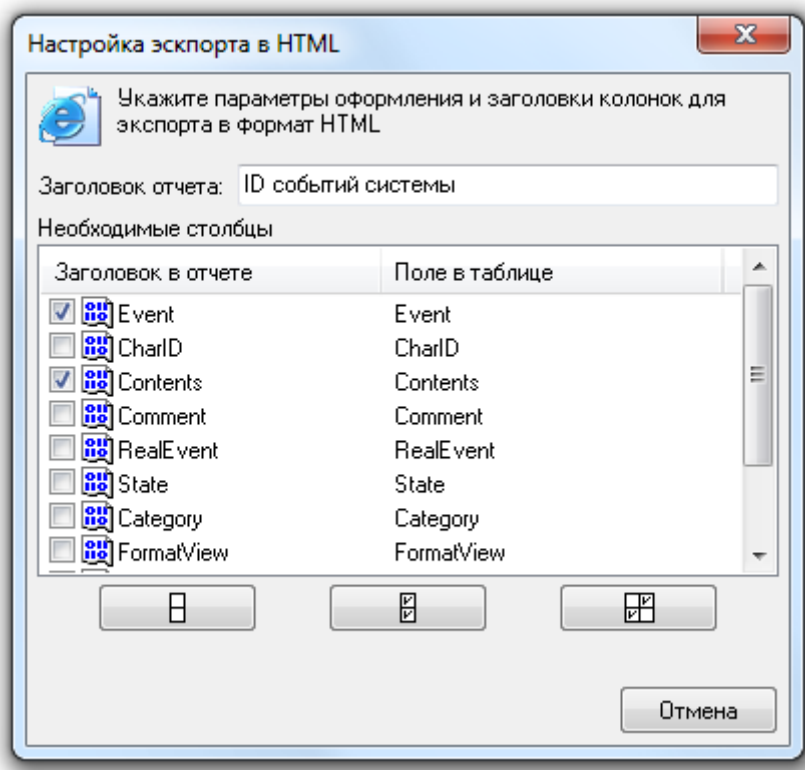 Настройка эскпорта в HTML
Укажите параметры оформления и заголовки колонок для
экспорта в формат HTML
Заголовок отчета: ID событий системы
Необходимые столбцы
Заголовок в отчете Поле в таблице
Event Event
CharID CharID
Contents Contents
Comment Comment
RealEvent RealEvent
State State
Category Category
FormatView FormatView
Отмена